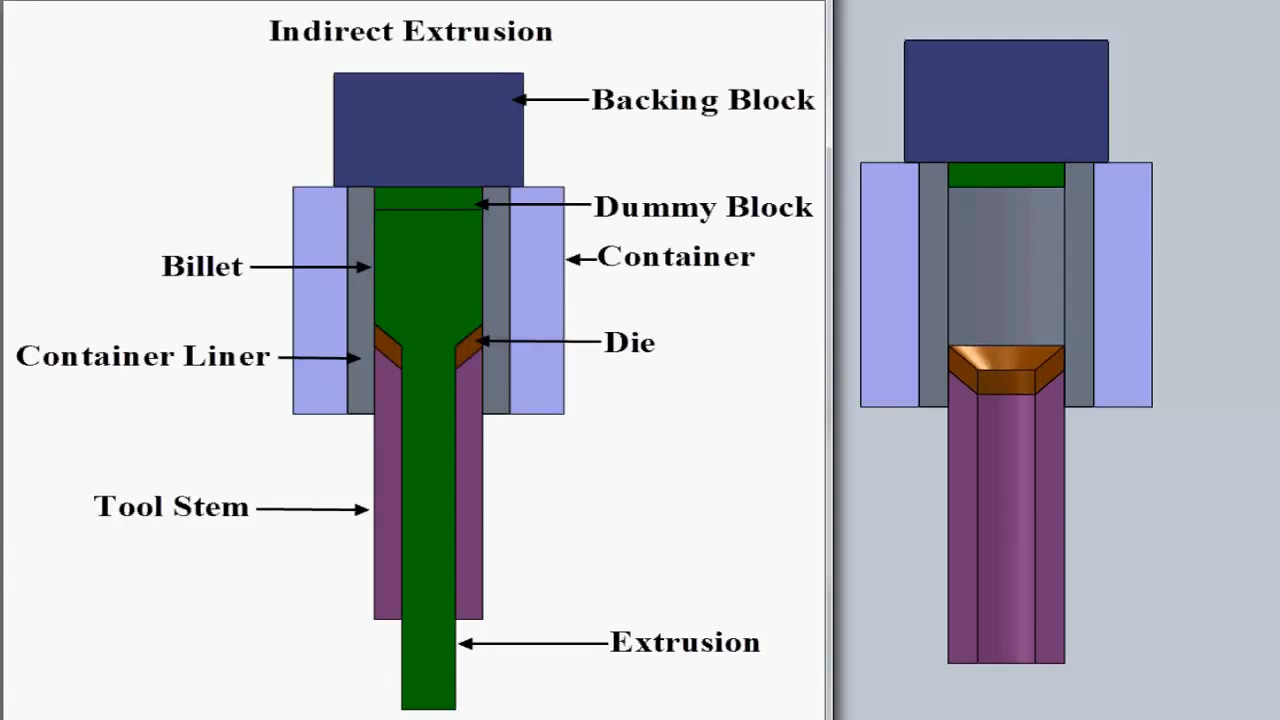 Indirect Extrusion
Backing Block
Dummy Block
Container
Billet
Die
Container Liner
Tool Stem
Extrusion